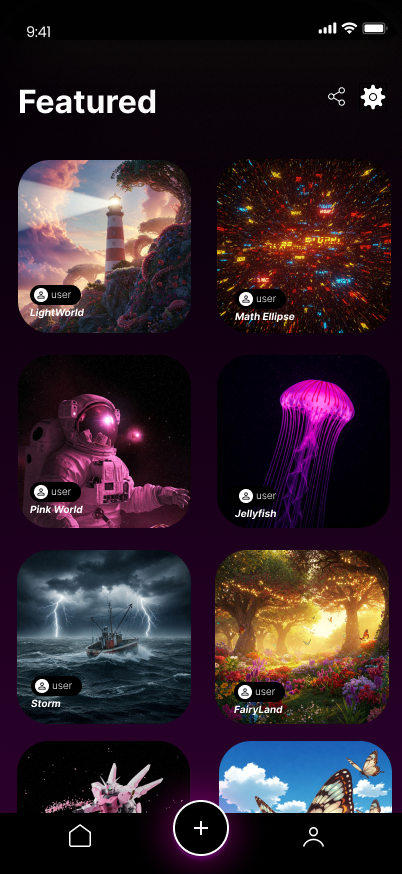 9:41
Featured
user
LightWorld
user
Math Ellipse
user
Pink World
user
Jellyfish
user
Storm
user
FairyLand